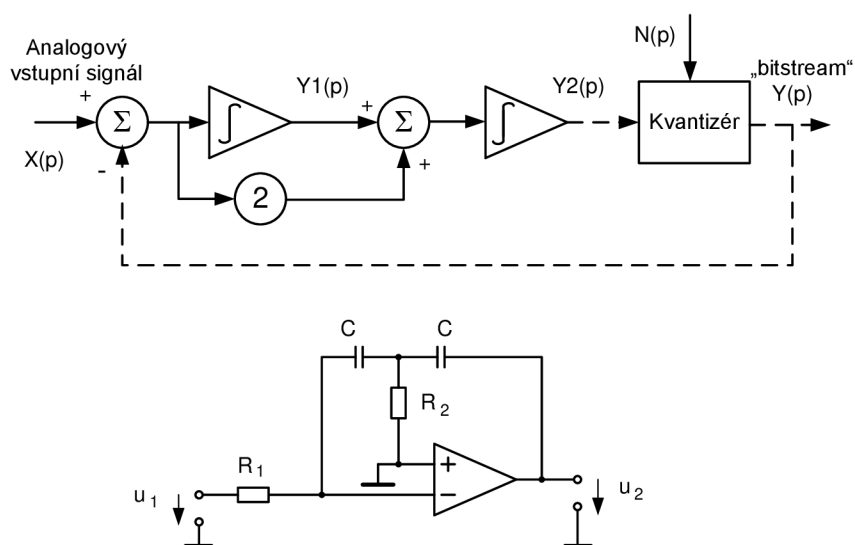 Analogový
vstupní signál
+
Σ
X(p)
-
∫
Y1(p)
2
+
Σ
+
∫
Y2(p)
N(p)
Kvantizér
„bitstream“
Y(p)
C
C
R2
R1
u1
+
−
u2